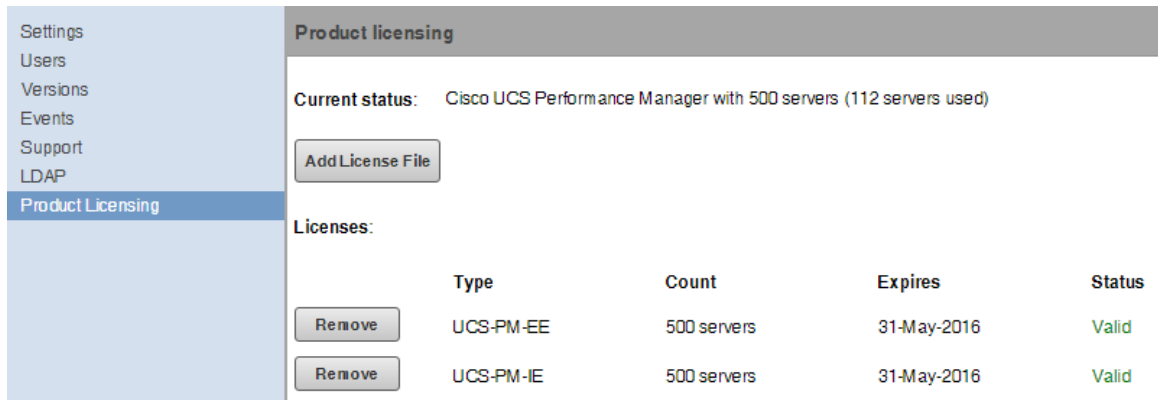 Settings
Users
Versions
Events
Support
LDAP
Product Licensing
Product licensing
Current status: Cisco UCS Performance Manager with 500 servers (112 servers used)
Add License File
Licenses:
Type Count Expires Status
Remove UCS-PM-EE 500 servers 31-May-2016 Valid
Remove UCS-PM-IE 500 servers 31-May-2016 Valid